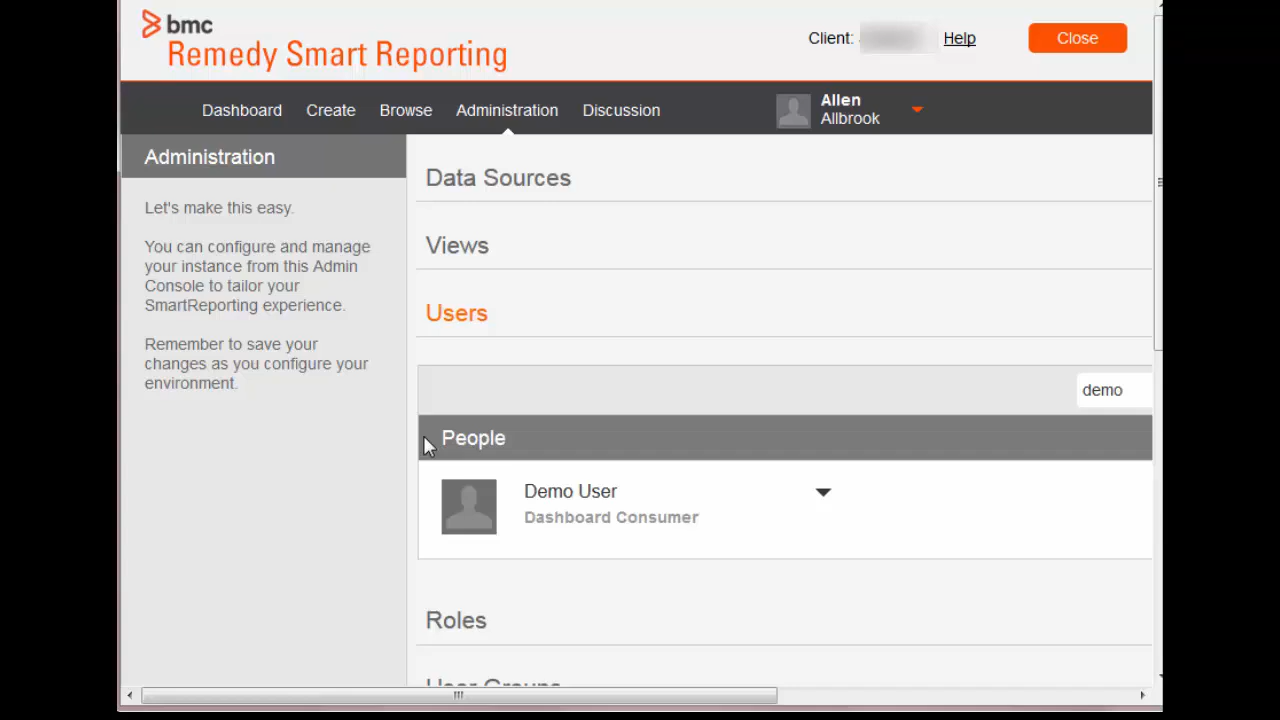 bmc
Remedy Smart Reporting
Client:
Help
Close
Dashboard
Create
Browse
Administration
Discussion
Allen
Allbrook
Administration
Let's make this easy.
You can configure and manage
your instance from this Admin
Console to tailor your
SmartReporting experience.
Remember to save your
changes as you configure your
environment.
Data Sources
Views
Users
demo
People
Demo User
Dashboard Consumer
Roles
User Groups